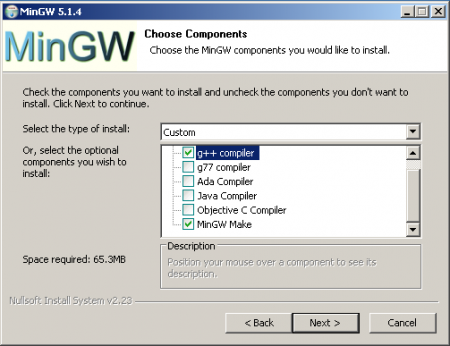 MinGW 5.1.4
MinGW
Choose Components
Choose the MinGW components you would like to install.
Check the components you want to install and uncheck the components you don't want to
install. Click Next to continue.
Select the type of install:
Custom
Or, select the optional
components you wish to
install:
g++ compiler
g77 compiler
Ada Compiler
Java Compiler
Objective C Compiler
MinGW Make
Space required: 65.3MB
Description
Position your mouse over a component to see its
description.
Nullsoft Install System v2.23
< Back
Next >
Cancel